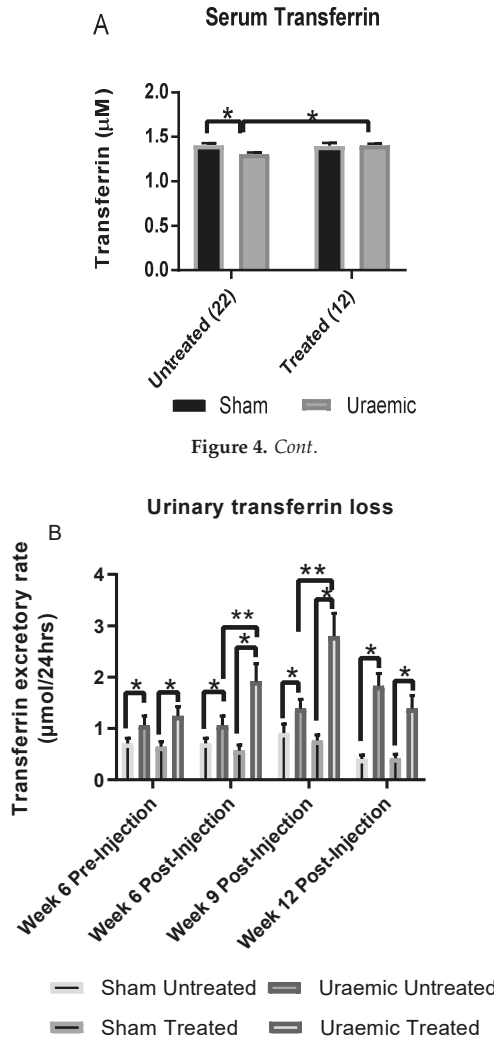 A
Serum Transferrin
Transferrin (µM)
2.0
1.5
1.0
0.5
0.0
*
*
Untreated (22)
Treated (12)
Sham
Uraemic
Figure 4. Cont.
B
Urinary transferrin loss
Transferrin excretory rate
(µmol/24hrs)
4
3
2
1
0
*
*
*
**
*
*
**
*
*
*
Week 6 Pre-Injection
Week 6 Post-Injection
Week 9 Post-Injection
Week 12 Post-Injection
Sham Untreated
Uraemic Untreated
Sham Treated
Uraemic Treated